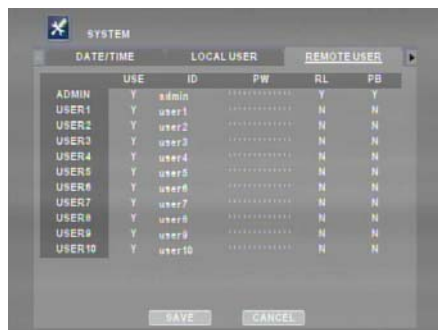 SYSTEM
DATE/TIME LOCAL USER REMOTE USER
USE ID PW RL PB
ADMIN Y admin ************ Y Y
USER1 Y user1 ************ N N
USER2 Y user2 ************ N N
USER3 Y user3 ************ N N
USER4 Y user4 ************ N N
USER5 Y user5 ************ N N
USER6 Y user6 ************ N N
USER7 Y user7 ************ N N
USER8 Y user8 ************ N N
USER9 Y user9 ************ N N
USER10 Y user10 ************ N N
SAVE CANCEL